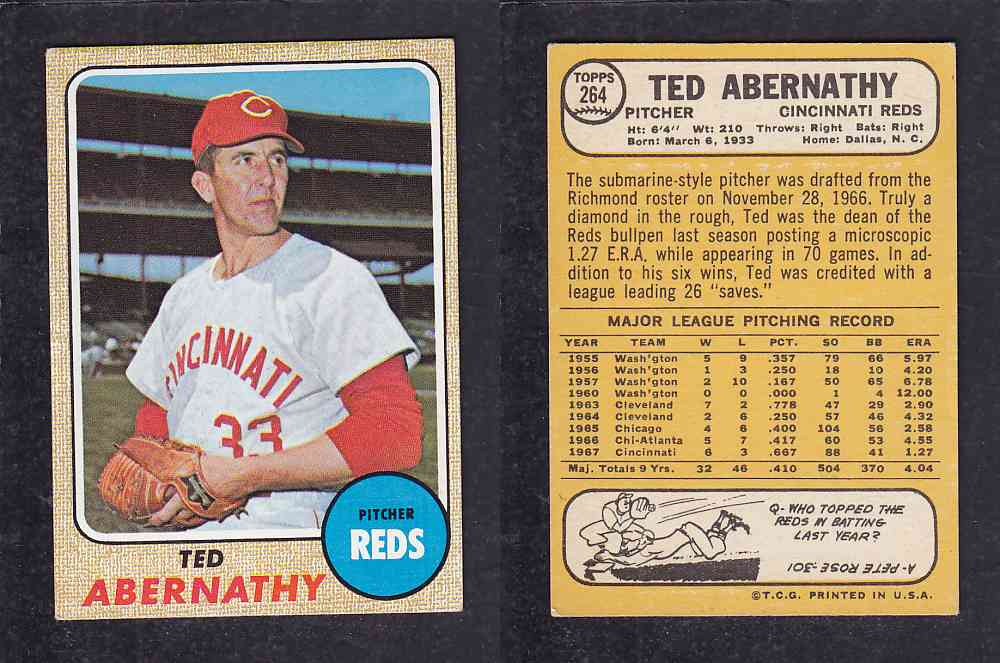 C
CINCINNATI
33
PITCHER
REDS
TED
ABERNATHY
TOPPS
264
TED ABERNATHY
PITCHER CINCINNATI REDS
Ht: 6'4" Wt: 210 Throws: Right Bats: Right
Born: March 6, 1933 Home: Dallas, N. C.
The submarine-style pitcher was drafted from the
Richmond roster on November 28, 1966. Truly a
diamond in the rough, Ted was the dean of the
Reds bullpen last season posting a microscopic
1.27 E.R.A. while appearing in 70 games. In ad-
dition to his six wins, Ted was credited with a
league leading 26 "saves."
MAJOR LEAGUE PITCHING RECORD
YEAR TEAM W L PCT. SO BB ERA
1955 Wash'gton 5 9 .357 79 66 5.97
1956 Wash'gton 1 3 .250 18 10 4.20
1957 Wash'gton 2 10 .167 50 65 6.78
1960 Wash'gton 0 0 .000 1 4 12.00
1963 Cleveland 7 2 .778 47 29 2.90
1964 Cleveland 2 6 .250 57 46 4.32
1965 Chicago 4 6 .400 104 56 2.58
1966 Chi-Atlanta 5 7 .417 60 53 4.55
1967 Cincinnati 6 3 .667 88 41 1.27
Maj. Totals 9 Yrs. 32 46 .410 504 370 4.04
Q-WHO TOPPED THE
REDS IN BATTING
LAST YEAR?
A-PETE ROSE-.301
©T.C.G. PRINTED IN U.S.A.